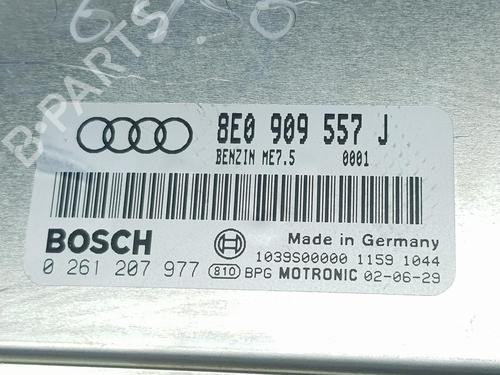 B-PARTS
8E0 909 557 J
BENZIN ME7.5 0001
BOSCH
Made in Germany
0 261 207 977
1039S00000 1159 1044
810 BPG MOTRONIC 02-06-29